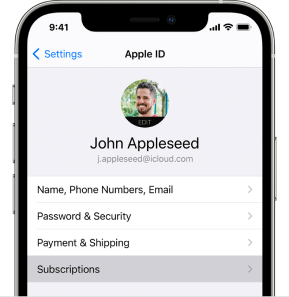 9:41
Settings
Apple ID
EDIT
John Appleseed
j.appleseed@icloud.com
Name, Phone Numbers, Email
Password & Security
Payment & Shipping
Subscriptions